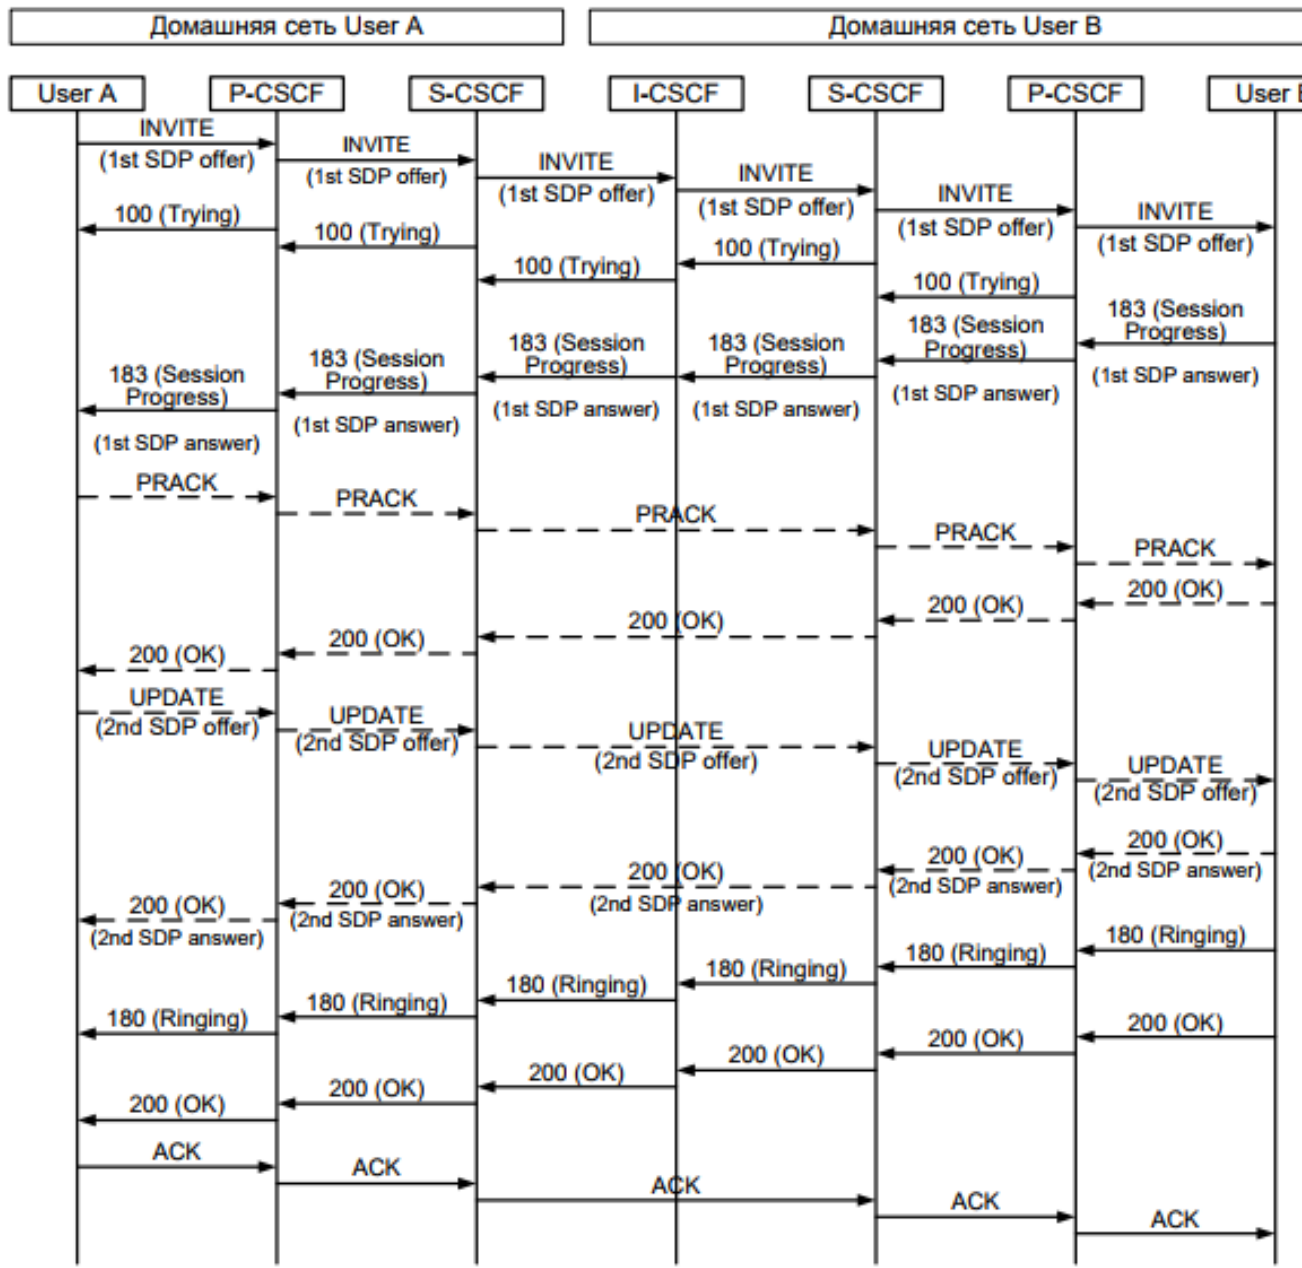 Домашняя сеть User A
Домашняя сеть User B
User A
P-CSCF
S-CSCF
I-CSCF
S-CSCF
P-CSCF
User
INVITE
(1st SDP offer)
INVITE
(1st SDP offer)
INVITE
(1st SDP offer)
INVITE
(1st SDP offer)
INVITE
(1st SDP offer)
INVITE
(1st SDP offer)
100 (Trying)
100 (Trying)
100 (Trying)
100 (Trying)
100 (Trying)
183 (Session
Progress)
(1st SDP answer)
183 (Session
Progress)
(1st SDP answer)
183 (Session
Progress)
(1st SDP answer)
183 (Session
Progress)
(1st SDP answer)
183 (Session
Progress)
(1st SDP answer)
183 (Session
Progress)
(1st SDP answer)
PRACK
PRACK
PRACK
PRACK
PRACK
200 (OK)
200 (OK)
200 (OK)
200 (OK)
200 (OK)
UPDATE
(2nd SDP offer)
UPDATE
(2nd SDP offer)
UPDATE
(2nd SDP offer)
UPDATE
(2nd SDP offer)
UPDATE
(2nd SDP offer)
200 (OK)
(2nd SDP answer)
200 (OK)
(2nd SDP answer)
200 (OK)
(2nd SDP answer)
200 (OK)
(2nd SDP answer)
200 (OK)
(2nd SDP answer)
180 (Ringing)
180 (Ringing)
180 (Ringing)
180 (Ringing)
180 (Ringing)
180 (Ringing)
200 (OK)
200 (OK)
200 (OK)
200 (OK)
200 (OK)
200 (OK)
ACK
ACK
ACK
ACK
ACK